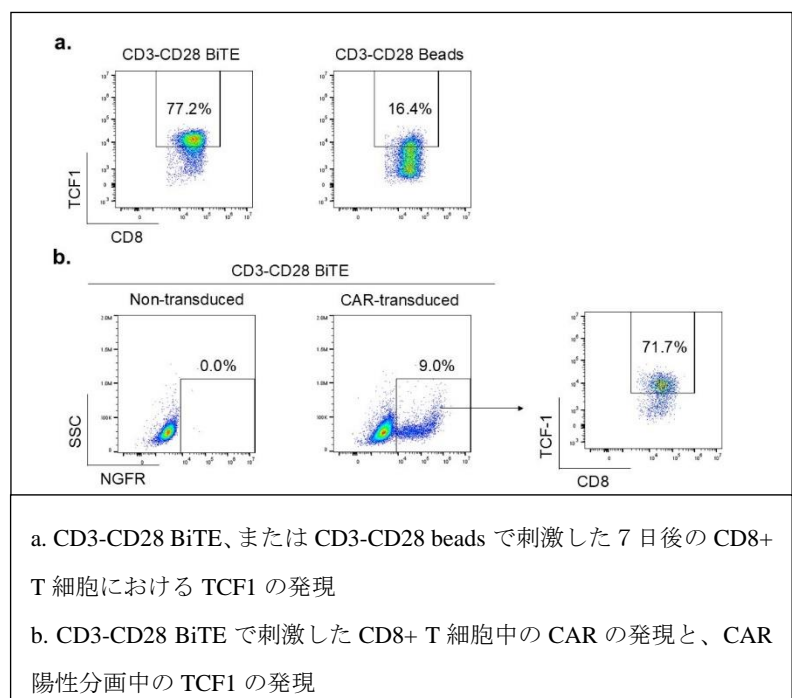 a.
CD3-CD28 BiTE
CD3-CD28 Beads
77.2%
16.4%
TCF1
CD8
b.
CD3-CD28 BiTE
Non-transduced
CAR-transduced
0.0%
9.0%
71.7%
SSC
NGFR
TCF-1
CD8
a. CD3-CD28 BiTE、または CD3-CD28 beads で刺激した７日後の CD8+
T 細胞における TCF1 の発現
b. CD3-CD28 BiTE で刺激した CD8+ T 細胞中の CAR の発現と、CAR
陽性分画中の TCF1 の発現